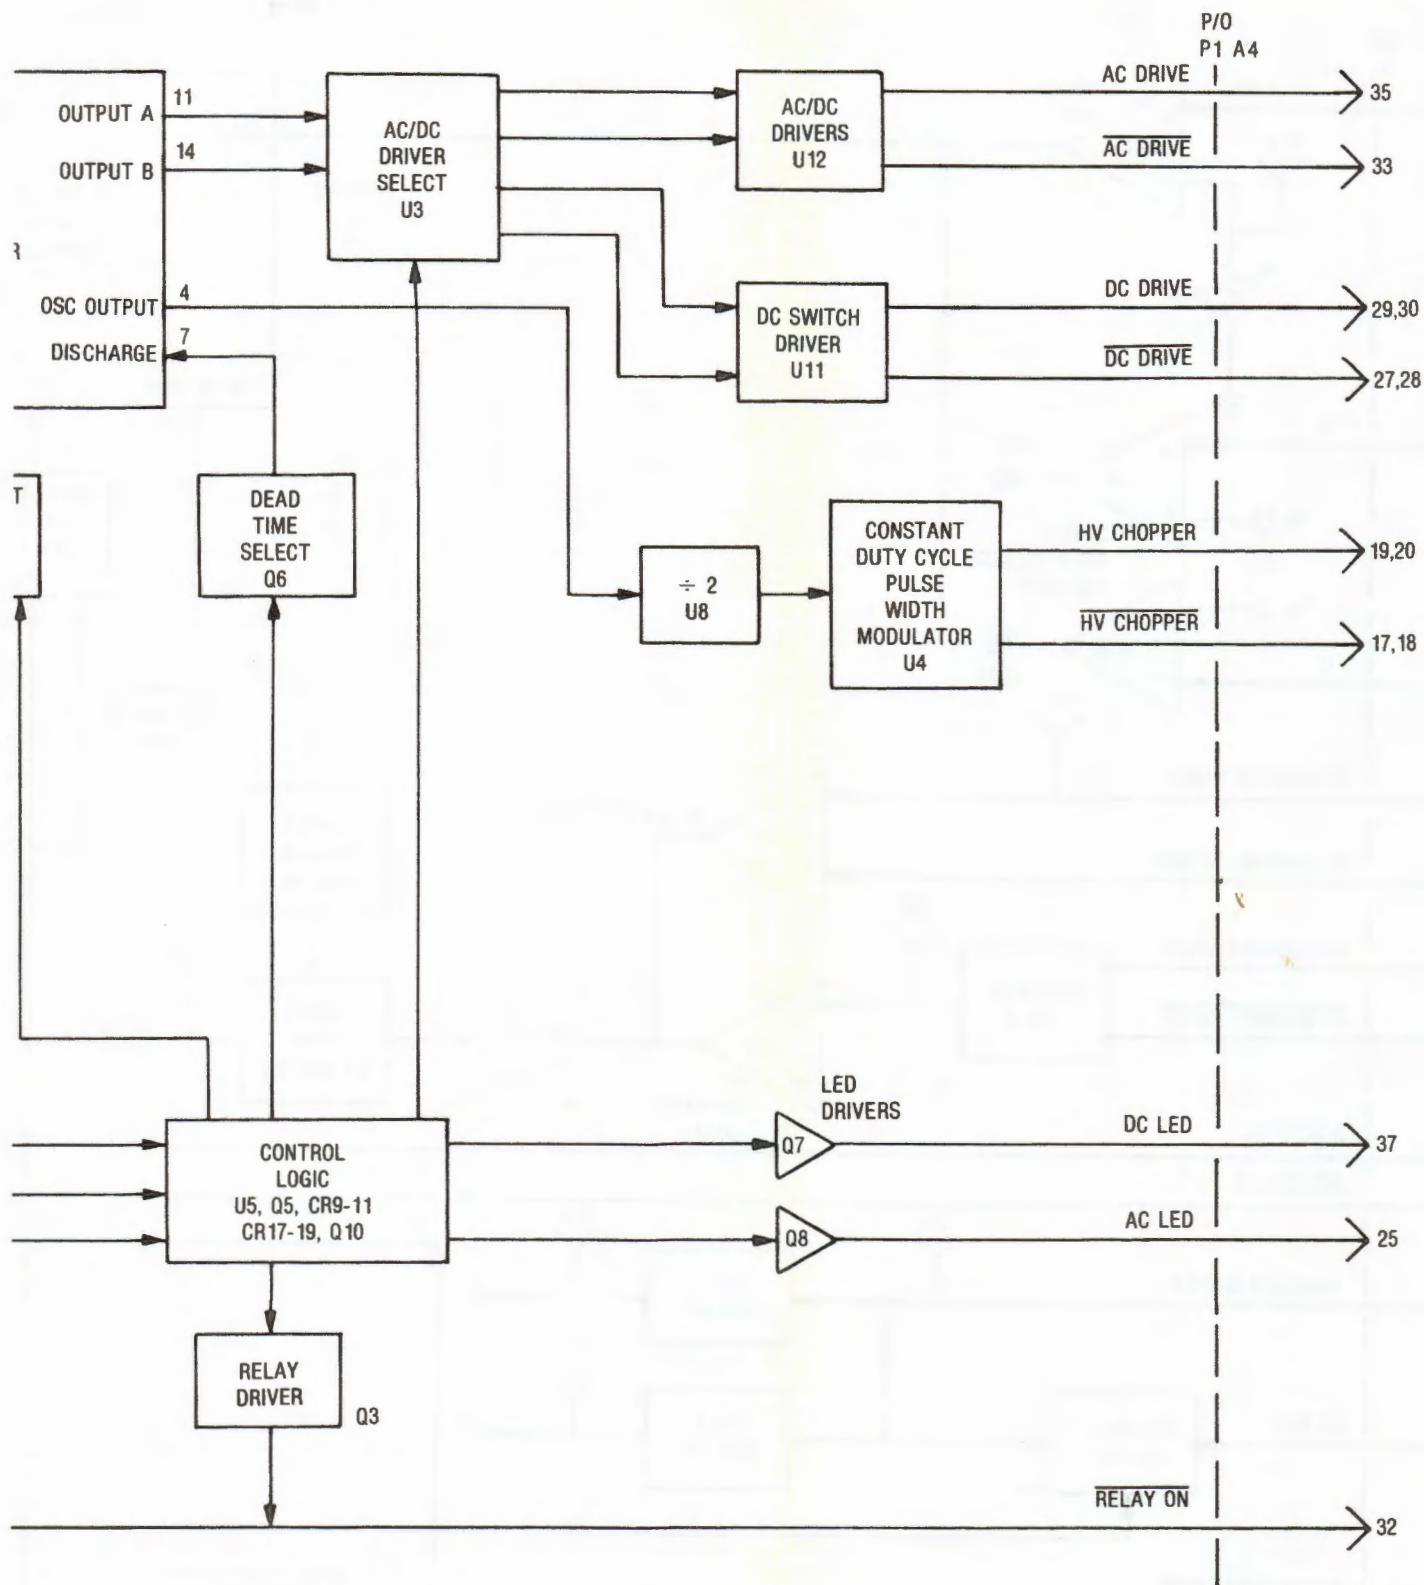 P/O
P1 A4
OUTPUT A
11
OUTPUT B
14
R
OSC OUTPUT
4
DISCHARGE
7
AC/DC
DRIVER
SELECT
U3
AC/DC
DRIVERS
U12
AC DRIVE
35
AC DRIVE
33
DC SWITCH
DRIVER
U11
DC DRIVE
29,30
DC DRIVE
27,28
T
DEAD
TIME
SELECT
Q6
÷ 2
U8
CONSTANT
DUTY CYCLE
PULSE
WIDTH
MODULATOR
U4
HV CHOPPER
19,20
HV CHOPPER
17,18
CONTROL
LOGIC
U5, Q5, CR9-11
CR17-19, Q10
LED
DRIVERS
Q7
DC LED
37
Q8
AC LED
25
RELAY
DRIVER
Q3
RELAY ON
32